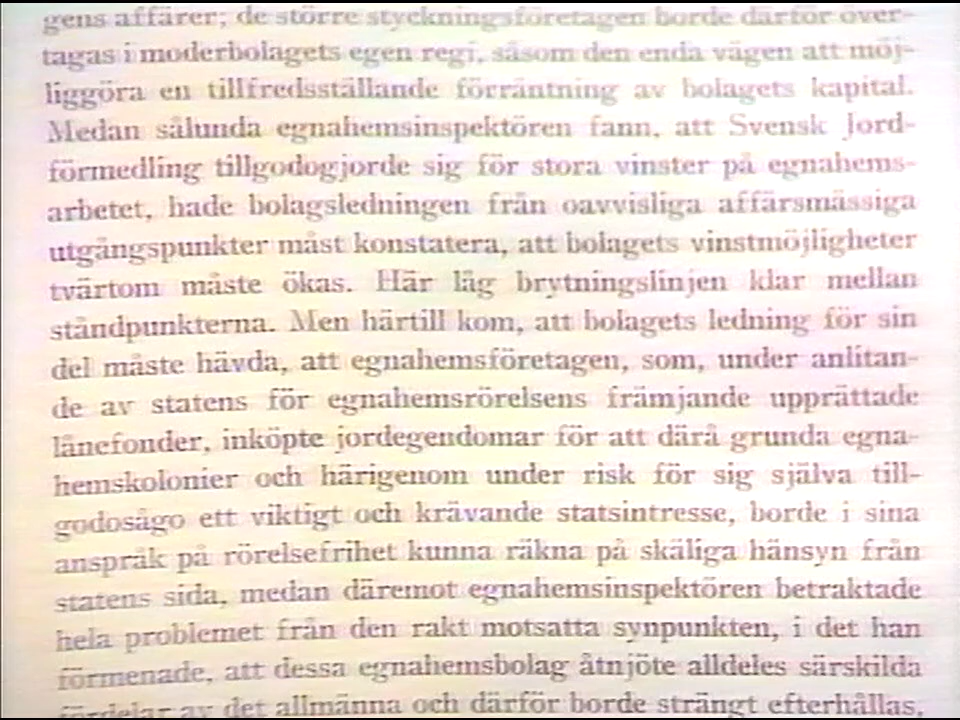 gens affärer; de större styckningsföretagen borde därför över-
tagas i moderbolagets egen regi, såsom den enda vägen att möj-
liggöra en tillfredsställande förräntning av bolagets kapital.
Medan sålunda egnahemsinspektören fann, att Svensk Jord-
förmedling tillgodogjorde sig för stora vinster på egnahems-
arbetet, hade bolagsledningen från oavvisliga affärsmässiga
utgångspunkter måst konstatera, att bolagets vinstmöjligheter
tvärtom måste ökas. Här låg brytningslinjen klar mellan
ståndpunkterna. Men härtill kom, att bolagets ledning för sin
del måste hävda, att egnahemsföretagen, som, under anlitan-
de av statens för egnahemsrörelsens främjande upprättade
lånefonder, inköpte jordegendomar för att därå grunda egna-
hemskolonier och härigenom under risk för sig själva till-
godosågo ett viktigt och krävande statsintresse, borde i sina
anspråk på rörelsefrihet kunna räkna på skäliga hänsyn från
statens sida, medan däremot egnahemsinspektören betraktade
hela problemet från den rakt motsatta synpunkten, i det han
förmenade, att dessa egnahemsbolag åtnjöte alldeles särskilda
fördelar av det allmänna och därför borde strängt efterhållas.